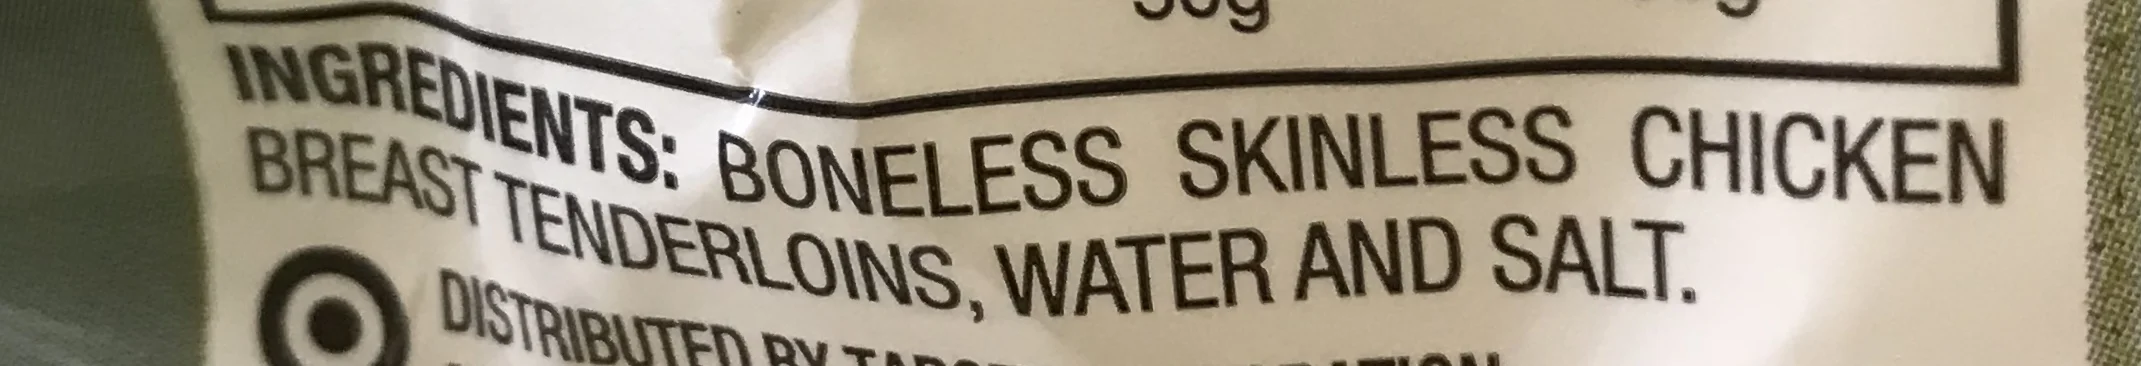 INGREDIENTS: BONELESS SKINLESS CHICKEN
BREAST TENDERLOINS, WATER AND SALT.
DISTRIBUTED BY